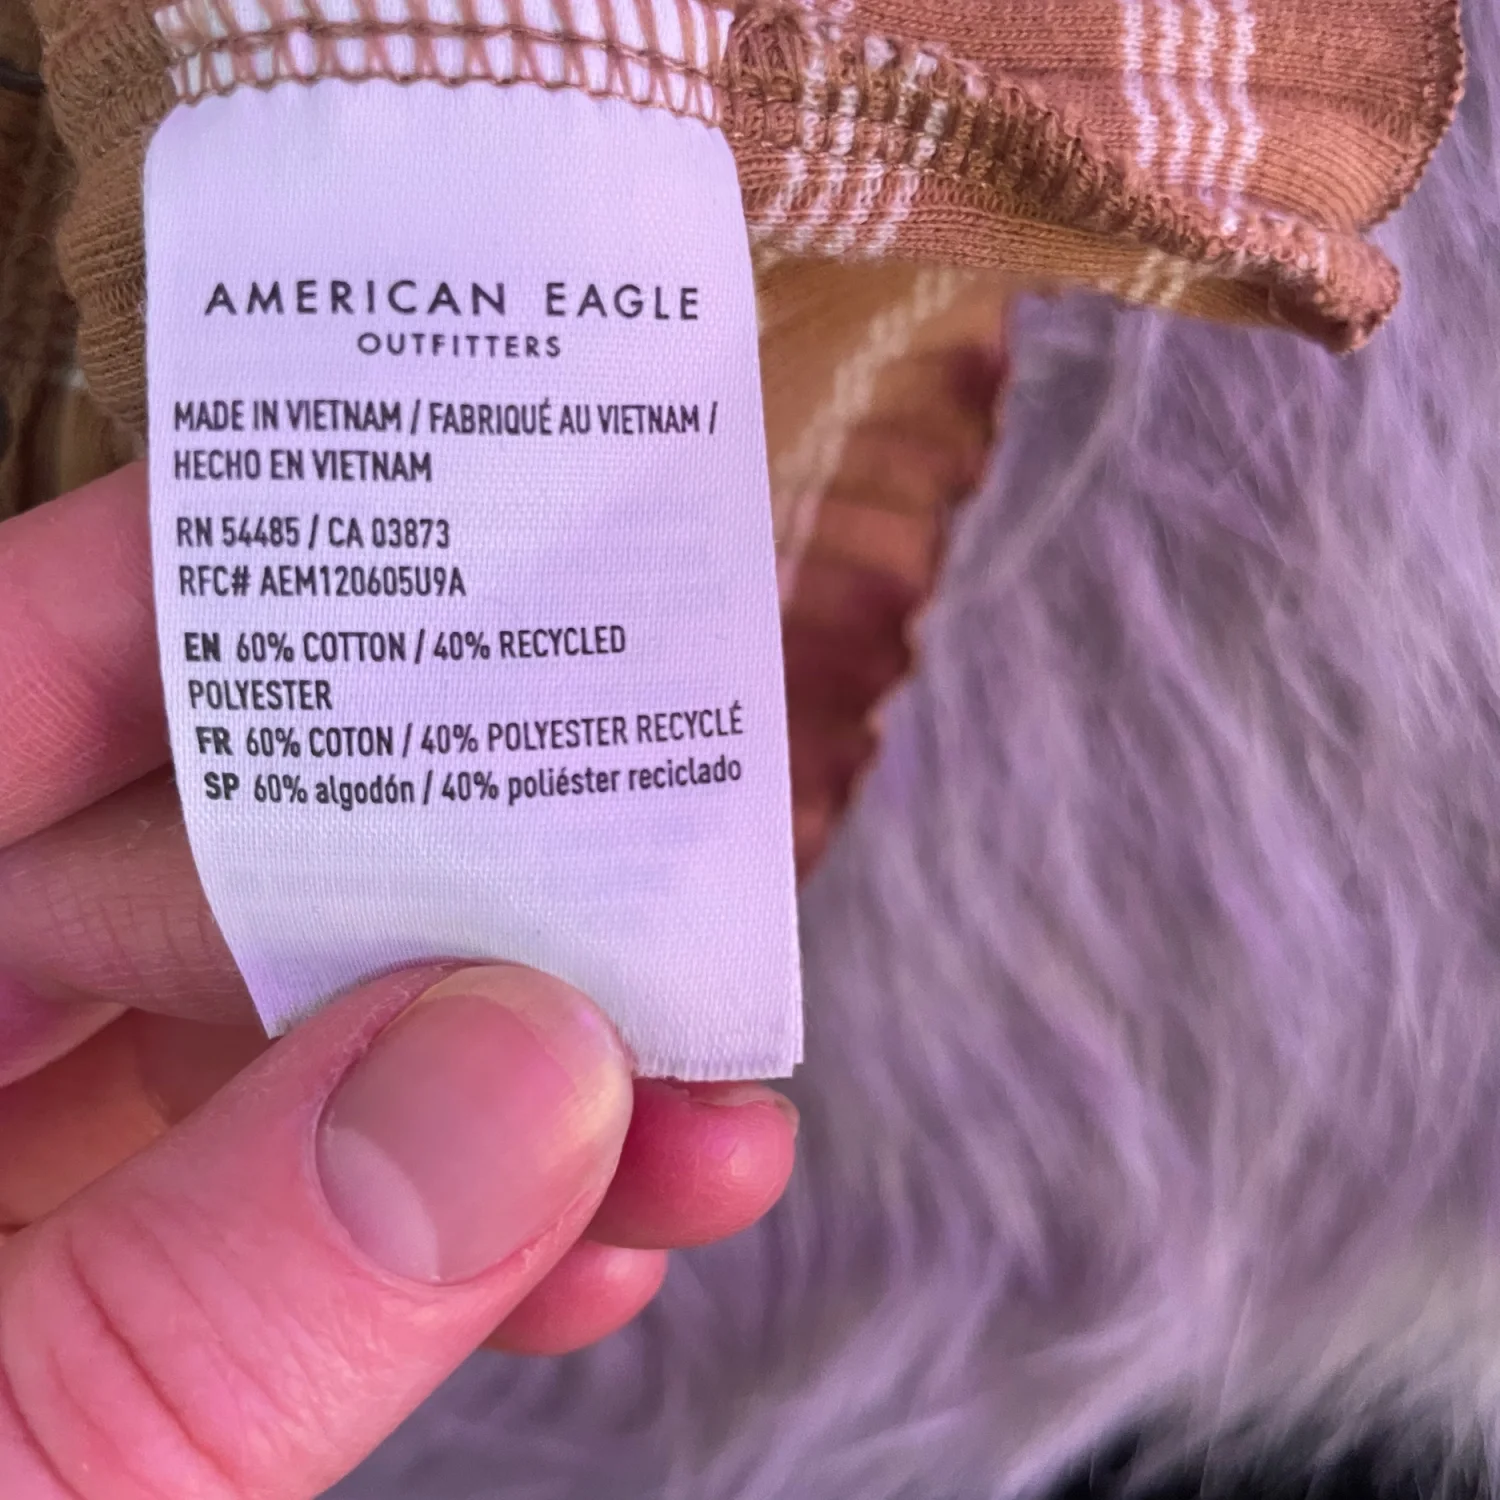 AMERICAN EAGLE
OUTFITTERS
MADE IN VIETNAM / FABRIQUÉ AU VIETNAM /
HECHO EN VIETNAM
RN 54485 / CA 03873
RFC# AEM120605U9A
EN 60% COTTON / 40% RECYCLED
POLYESTER
FR 60% COTON / 40% POLYESTER RECYCLÉ
SP 60% algodón / 40% poliéster reciclado